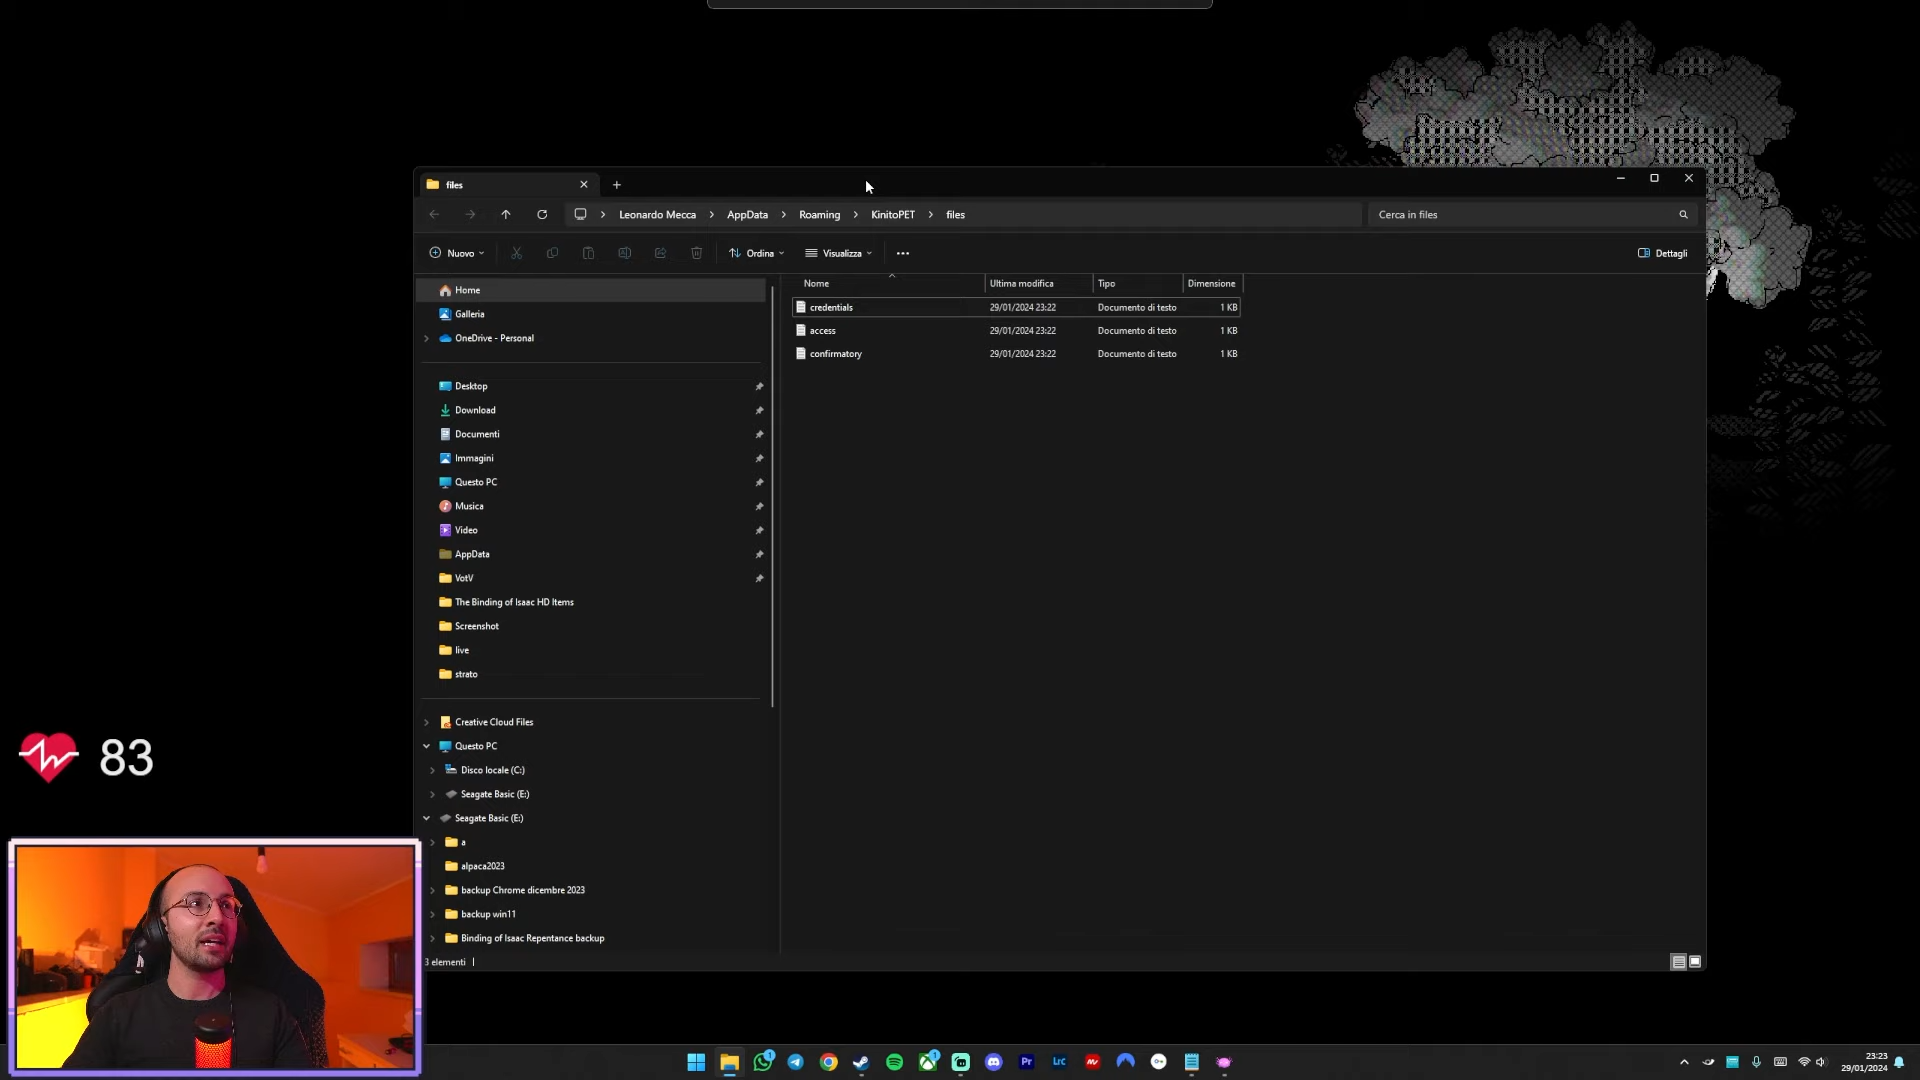 files
Leonardo Mecca > AppData > Roaming > KinitoPET > files
Cerca in files
Nuovo
Ordina
Visualizza
Dettagli
Nome Ultima modifica Tipo Dimensione
credentials 29/01/2024 23:22 Documento di testo 1 KB
access 29/01/2024 23:22 Documento di testo 1 KB
confirmatory 29/01/2024 23:22 Documento di testo 1 KB
Home
Galleria
OneDrive - Personal
Desktop
Download
Documenti
Immagini
Questo PC
Musica
Video
AppData
VotV
The Binding of Isaac HD Items
Screenshot
live
strato
Creative Cloud Files
Questo PC
Disco locale (C:)
Seagate Basic (E:)
Seagate Basic (E:)
a
alpaca2023
backup Chrome dicembre 2023
backup win11
Binding of Isaac Repentance backup
3 elementi
83
Pr
Lrc
23:23
29/01/2024